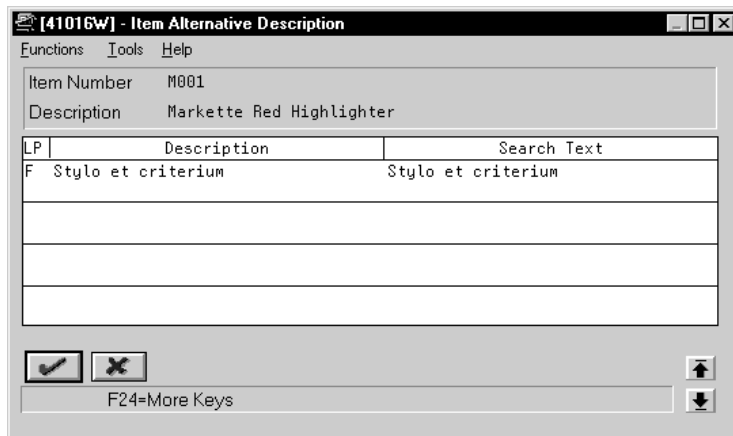 [41016W] - Item Alternative Description
Functions Tools Help
Item Number M001
Description Markette Red Highlighter
LP Description Search Text
F Stylo et criterium Stylo et criterium
F24=More Keys